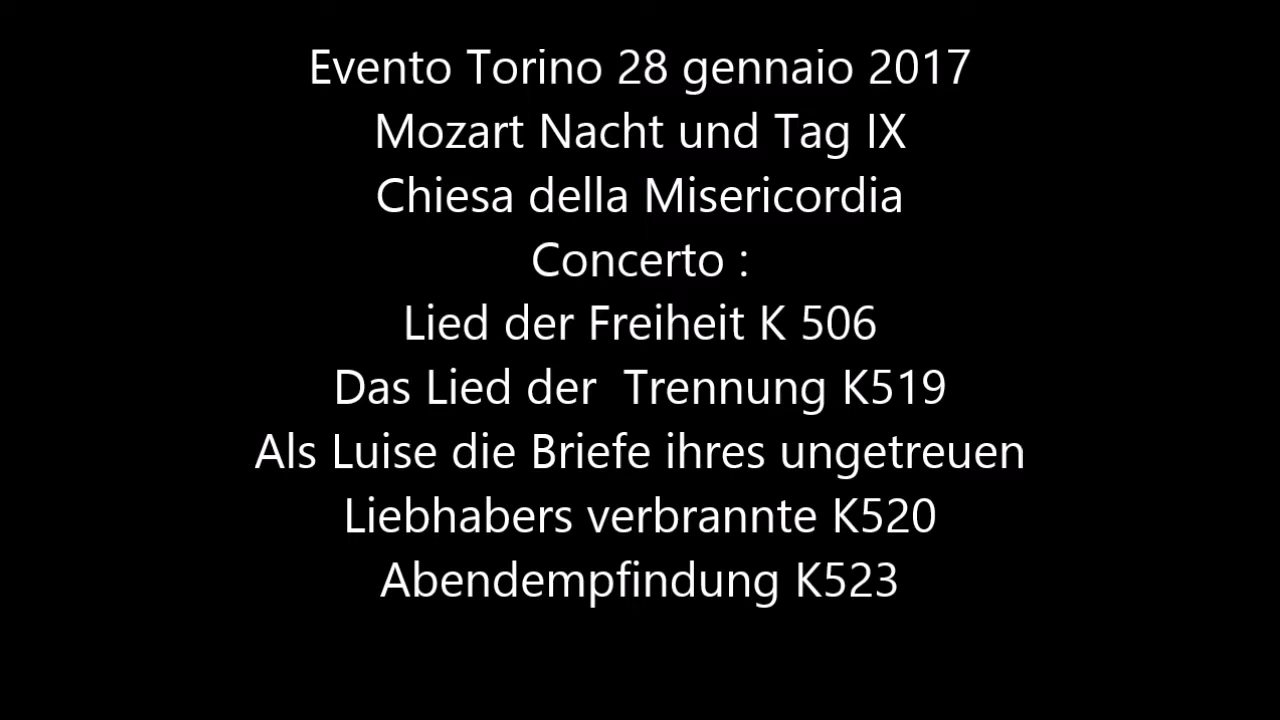 Evento Torino 28 gennaio 2017
Mozart Nacht und Tag IX
Chiesa della Misericordia
Concerto :
Lied der Freiheit K 506
Das Lied der  Trennung K519
Als Luise die Briefe ihres ungetreuen
Liebhabers verbrannte K520
Abendempfindung K523